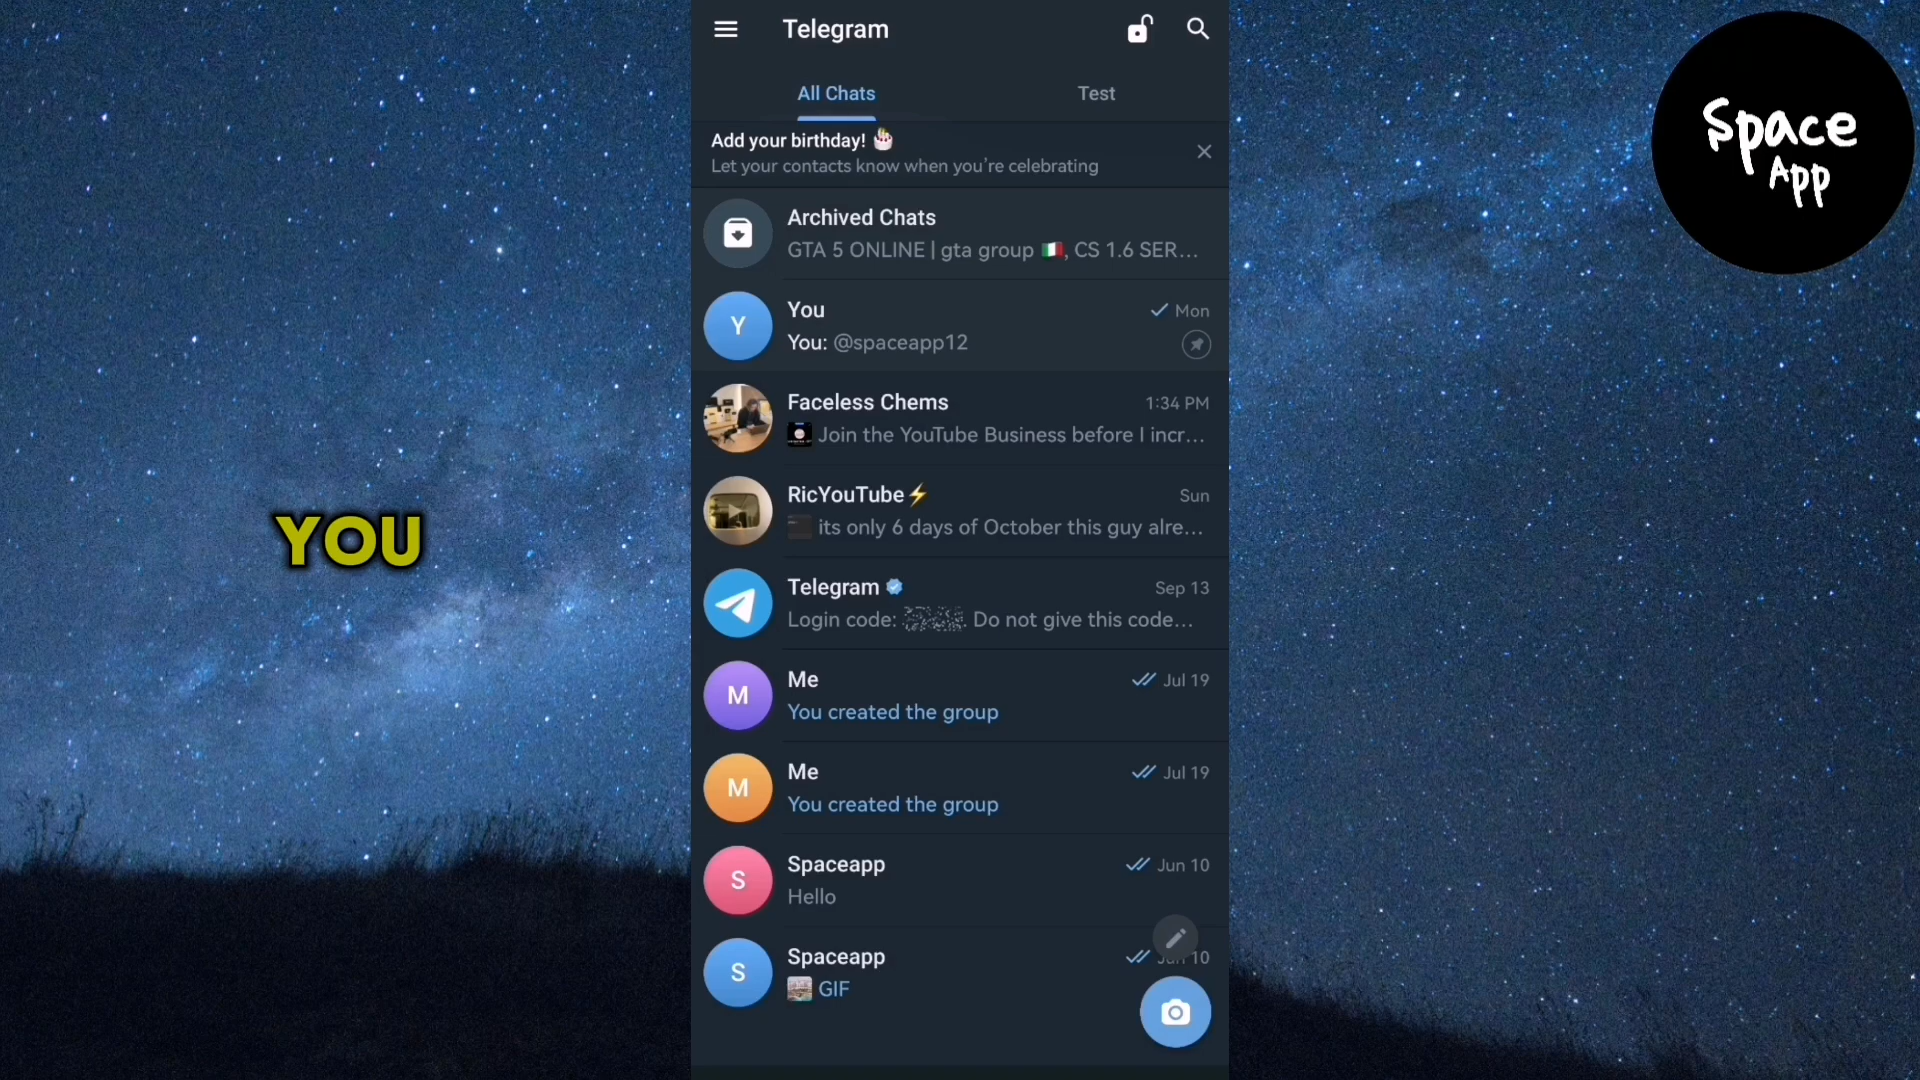 Telegram
All Chats
Test
Add your birthday! 🎂
Let your contacts know when you're celebrating
Archived Chats
GTA 5 ONLINE | gta group 🇮🇹, CS 1.6 SER...
Y
You
Mon
You: @spaceapp12
Faceless Chems
1:34 PM
Join the YouTube Business before I incr...
RicYouTube⚡
Sun
its only 6 days of October this guy alre...
Telegram
Sep 13
Login code: . Do not give this code...
M
Me
Jul 19
You created the group
M
Me
Jul 19
You created the group
S
Spaceapp
Jun 10
Hello
S
Spaceapp
Jun 10
GIF
YOU
Space
App